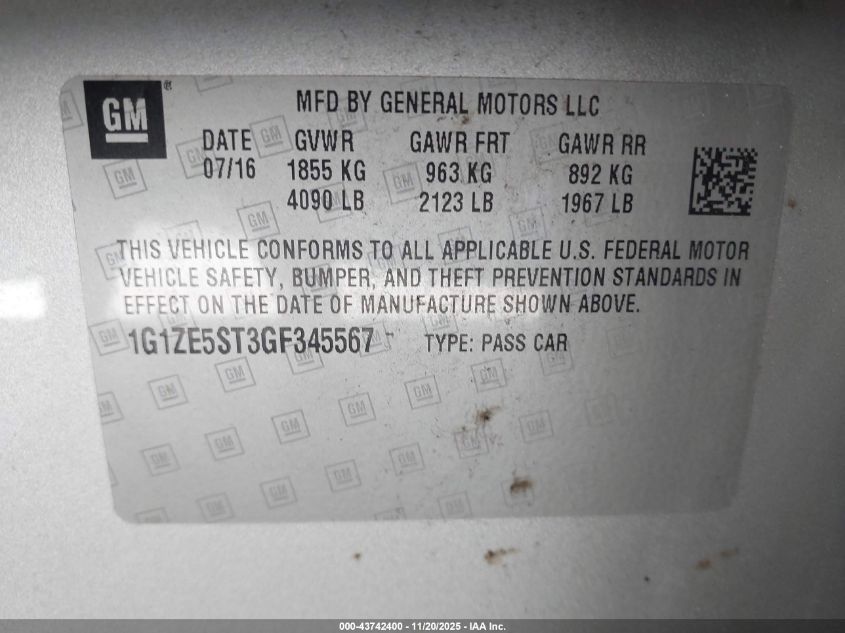 GM
MFD BY GENERAL MOTORS LLC
DATE GVWR GAWR FRT GAWR RR
07/16 1855 KG 963 KG 892 KG
4090 LB 2123 LB 1967 LB
THIS VEHICLE CONFORMS TO ALL APPLICABLE U.S. FEDERAL MOTOR
VEHICLE SAFETY, BUMPER, AND THEFT PREVENTION STANDARDS IN
EFFECT ON THE DATE OF MANUFACTURE SHOWN ABOVE.
1G1ZE5ST3GF345567 TYPE: PASS CAR
000-43742400 - 11/20/2025 - IAA Inc.